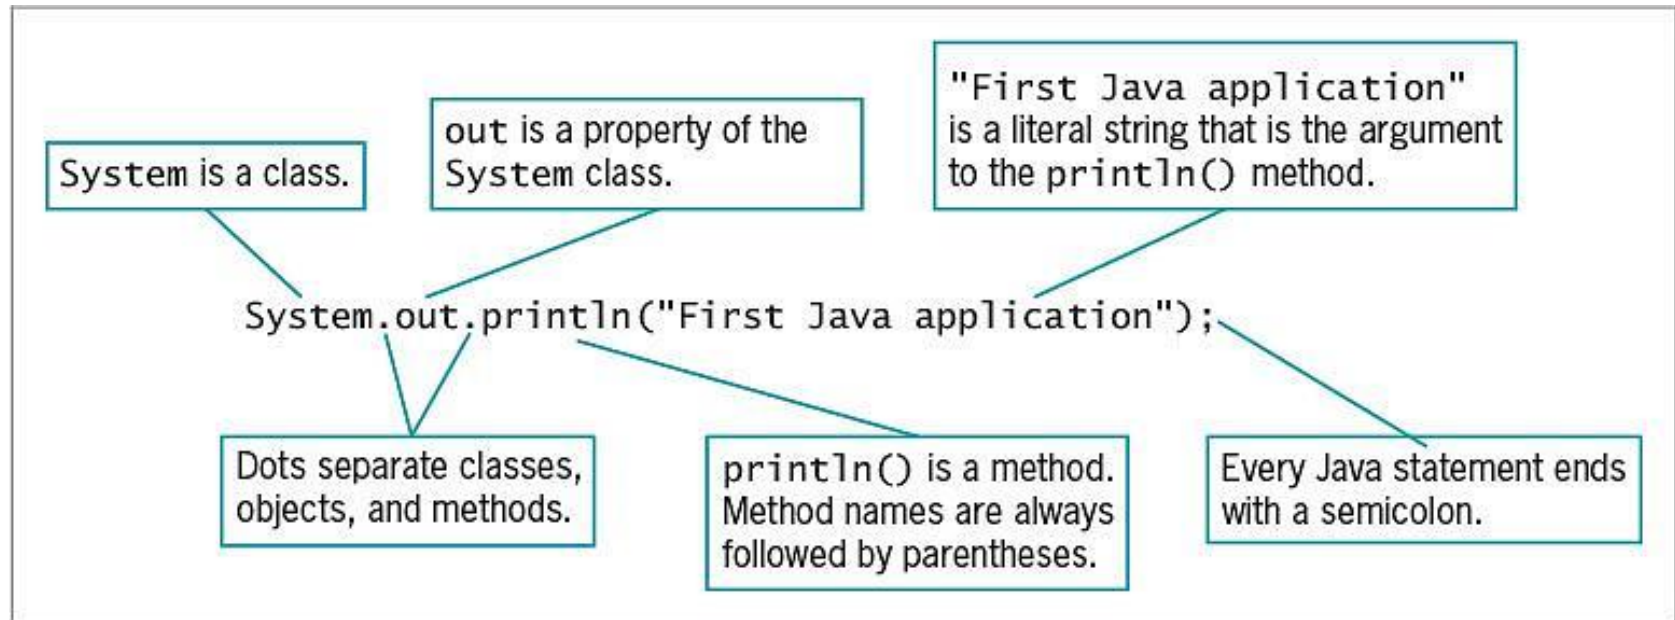 System is a class.
out is a property of the
System class.
"First Java application"
is a literal string that is the argument
to the println() method.
System.out.println("First Java application");
Dots separate classes,
objects, and methods.
println() is a method.
Method names are always
followed by parentheses.
Every Java statement ends
with a semicolon.